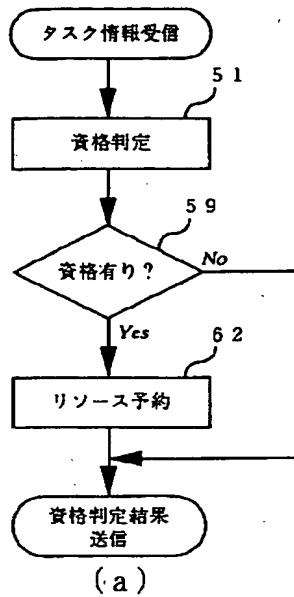 タスク情報受信
51
資格判定
59
資格有り?
No
Yes
62
リソース予約
資格判定結果
送信
(a)